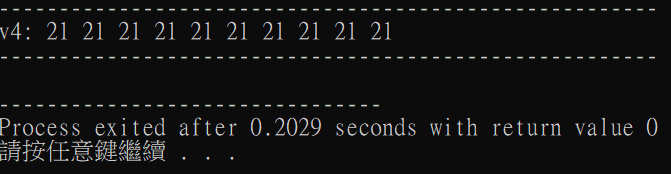 -------------------------------------------------------
v4: 21 21 21 21 21 21 21 21 21 21
-------------------------------------------------------
--------------------------------
Process exited after 0.2029 seconds with return value 0
請按任意鍵繼續 . . .